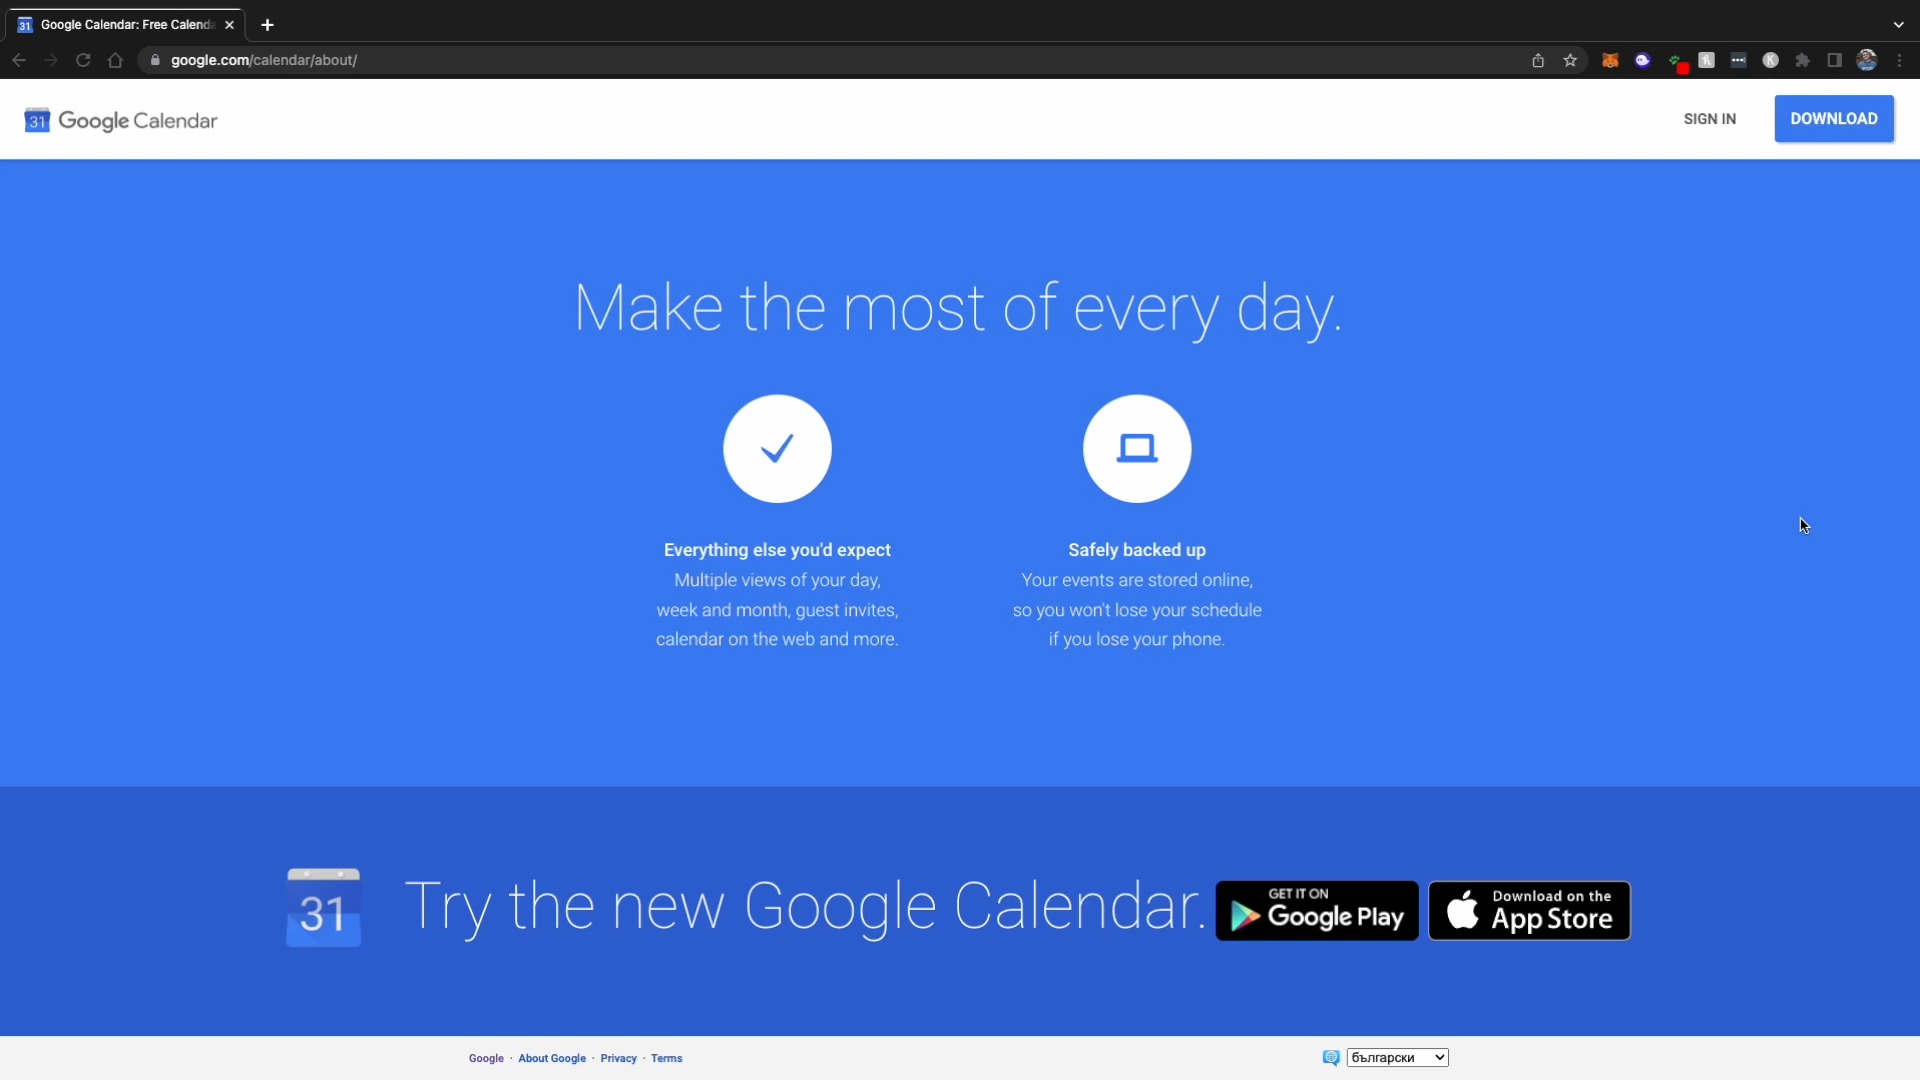 Google Calendar: Free Calenda
google.com/calendar/about/
31 Google Calendar
SIGN IN
DOWNLOAD
Make the most of every day.
Everything else you'd expect
Multiple views of your day,
week and month, guest invites,
calendar on the web and more.
Safely backed up
Your events are stored online,
so you won't lose your schedule
if you lose your phone.
31
Try the new Google Calendar.
GET IT ON
Google Play
Download on the
App Store
Google · About Google · Privacy · Terms
български